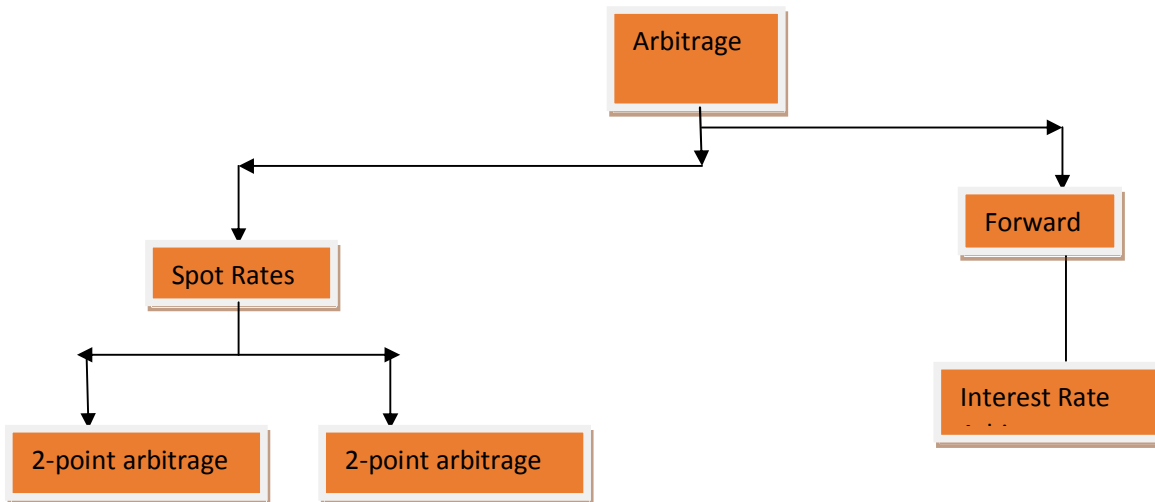 Arbitrage
Forward
Spot Rates
Interest Rate
2-point arbitrage
2-point arbitrage